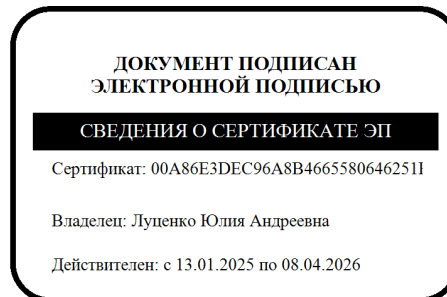 ДОКУМЕНТ ПОДПИСАН
ЭЛЕКТРОННОЙ ПОДПИСЬЮ
СВЕДЕНИЯ О СЕРТИФИКАТЕ ЭП
Сертификат: 00A86E3DEC96A8B4665580646251
Владелец: Луценко Юлия Андреевна
Действителен: с 13.01.2025 по 08.04.2026